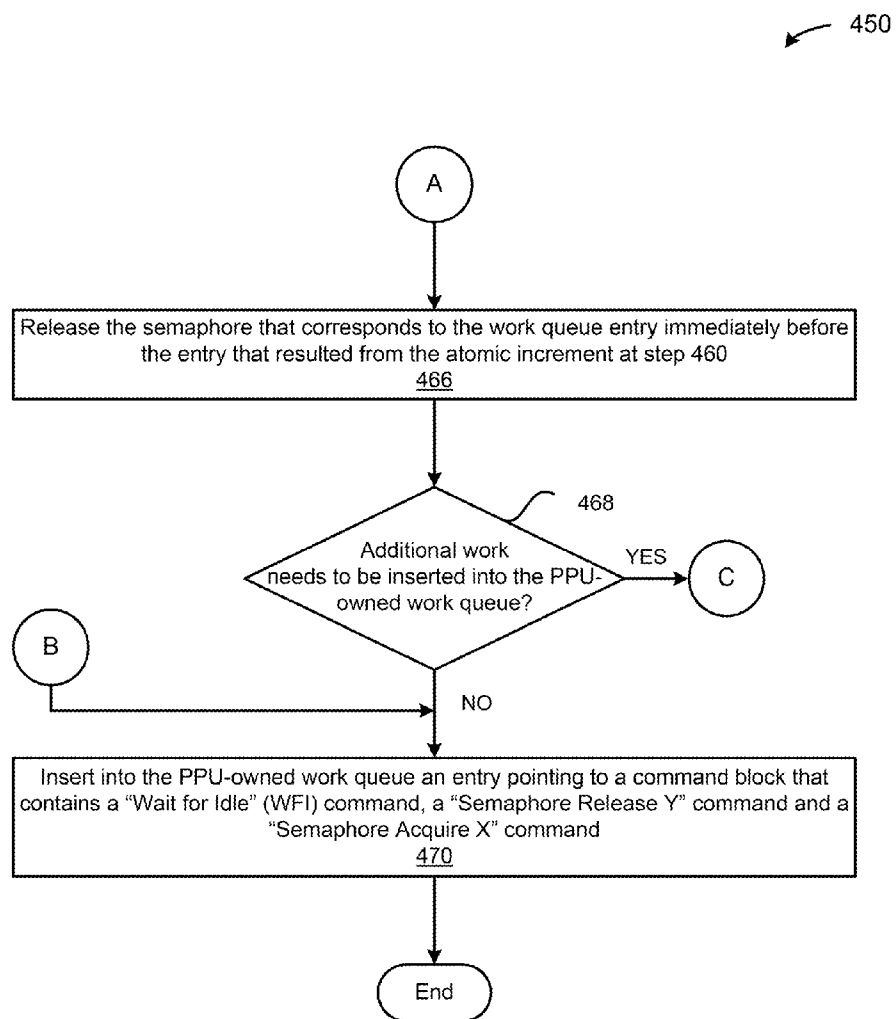 450
A
Release the semaphore that corresponds to the work queue entry immediately before
the entry that resulted from the atomic increment at step 460
466
468
Additional work
needs to be inserted into the PPU-
owned work queue?
YES
C
B
NO
Insert into the PPU-owned work queue an entry pointing to a command block that
contains a “Wait for Idle” (WFI) command, a “Semaphore Release Y” command and a
“Semaphore Acquire X” command
470
End